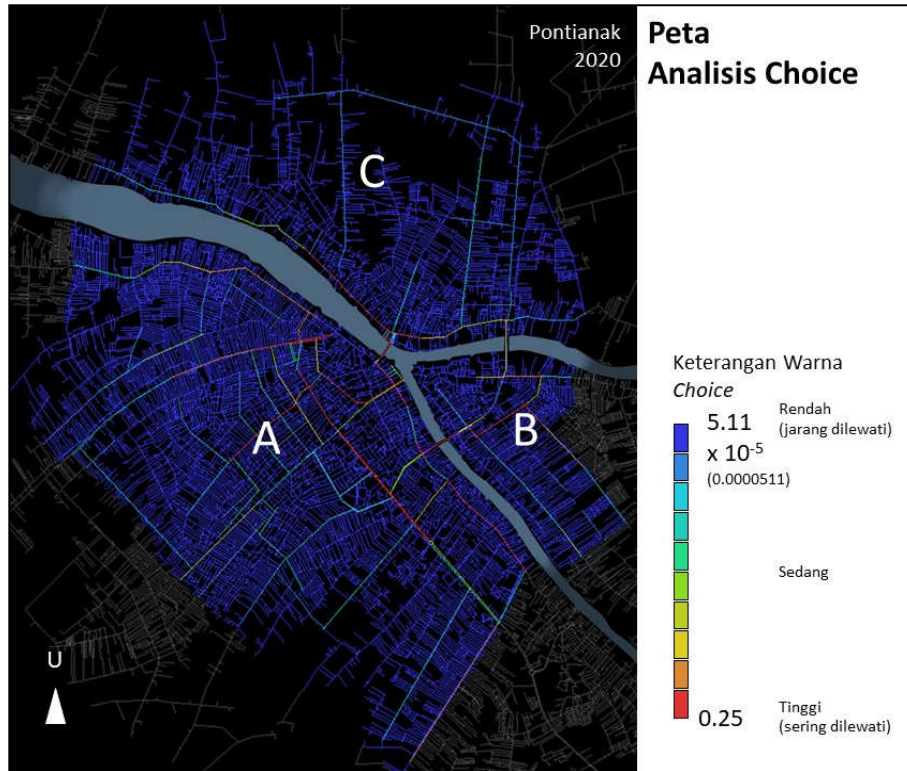 Pontianak
2020
Peta
Analisis Choice
C
A
B
U
Keterangan Warna
Choice
5.11
x 10-5
(0.0000511)
Rendah
(jarang dilewati)
Sedang
0.25
Tinggi
(sering dilewati)